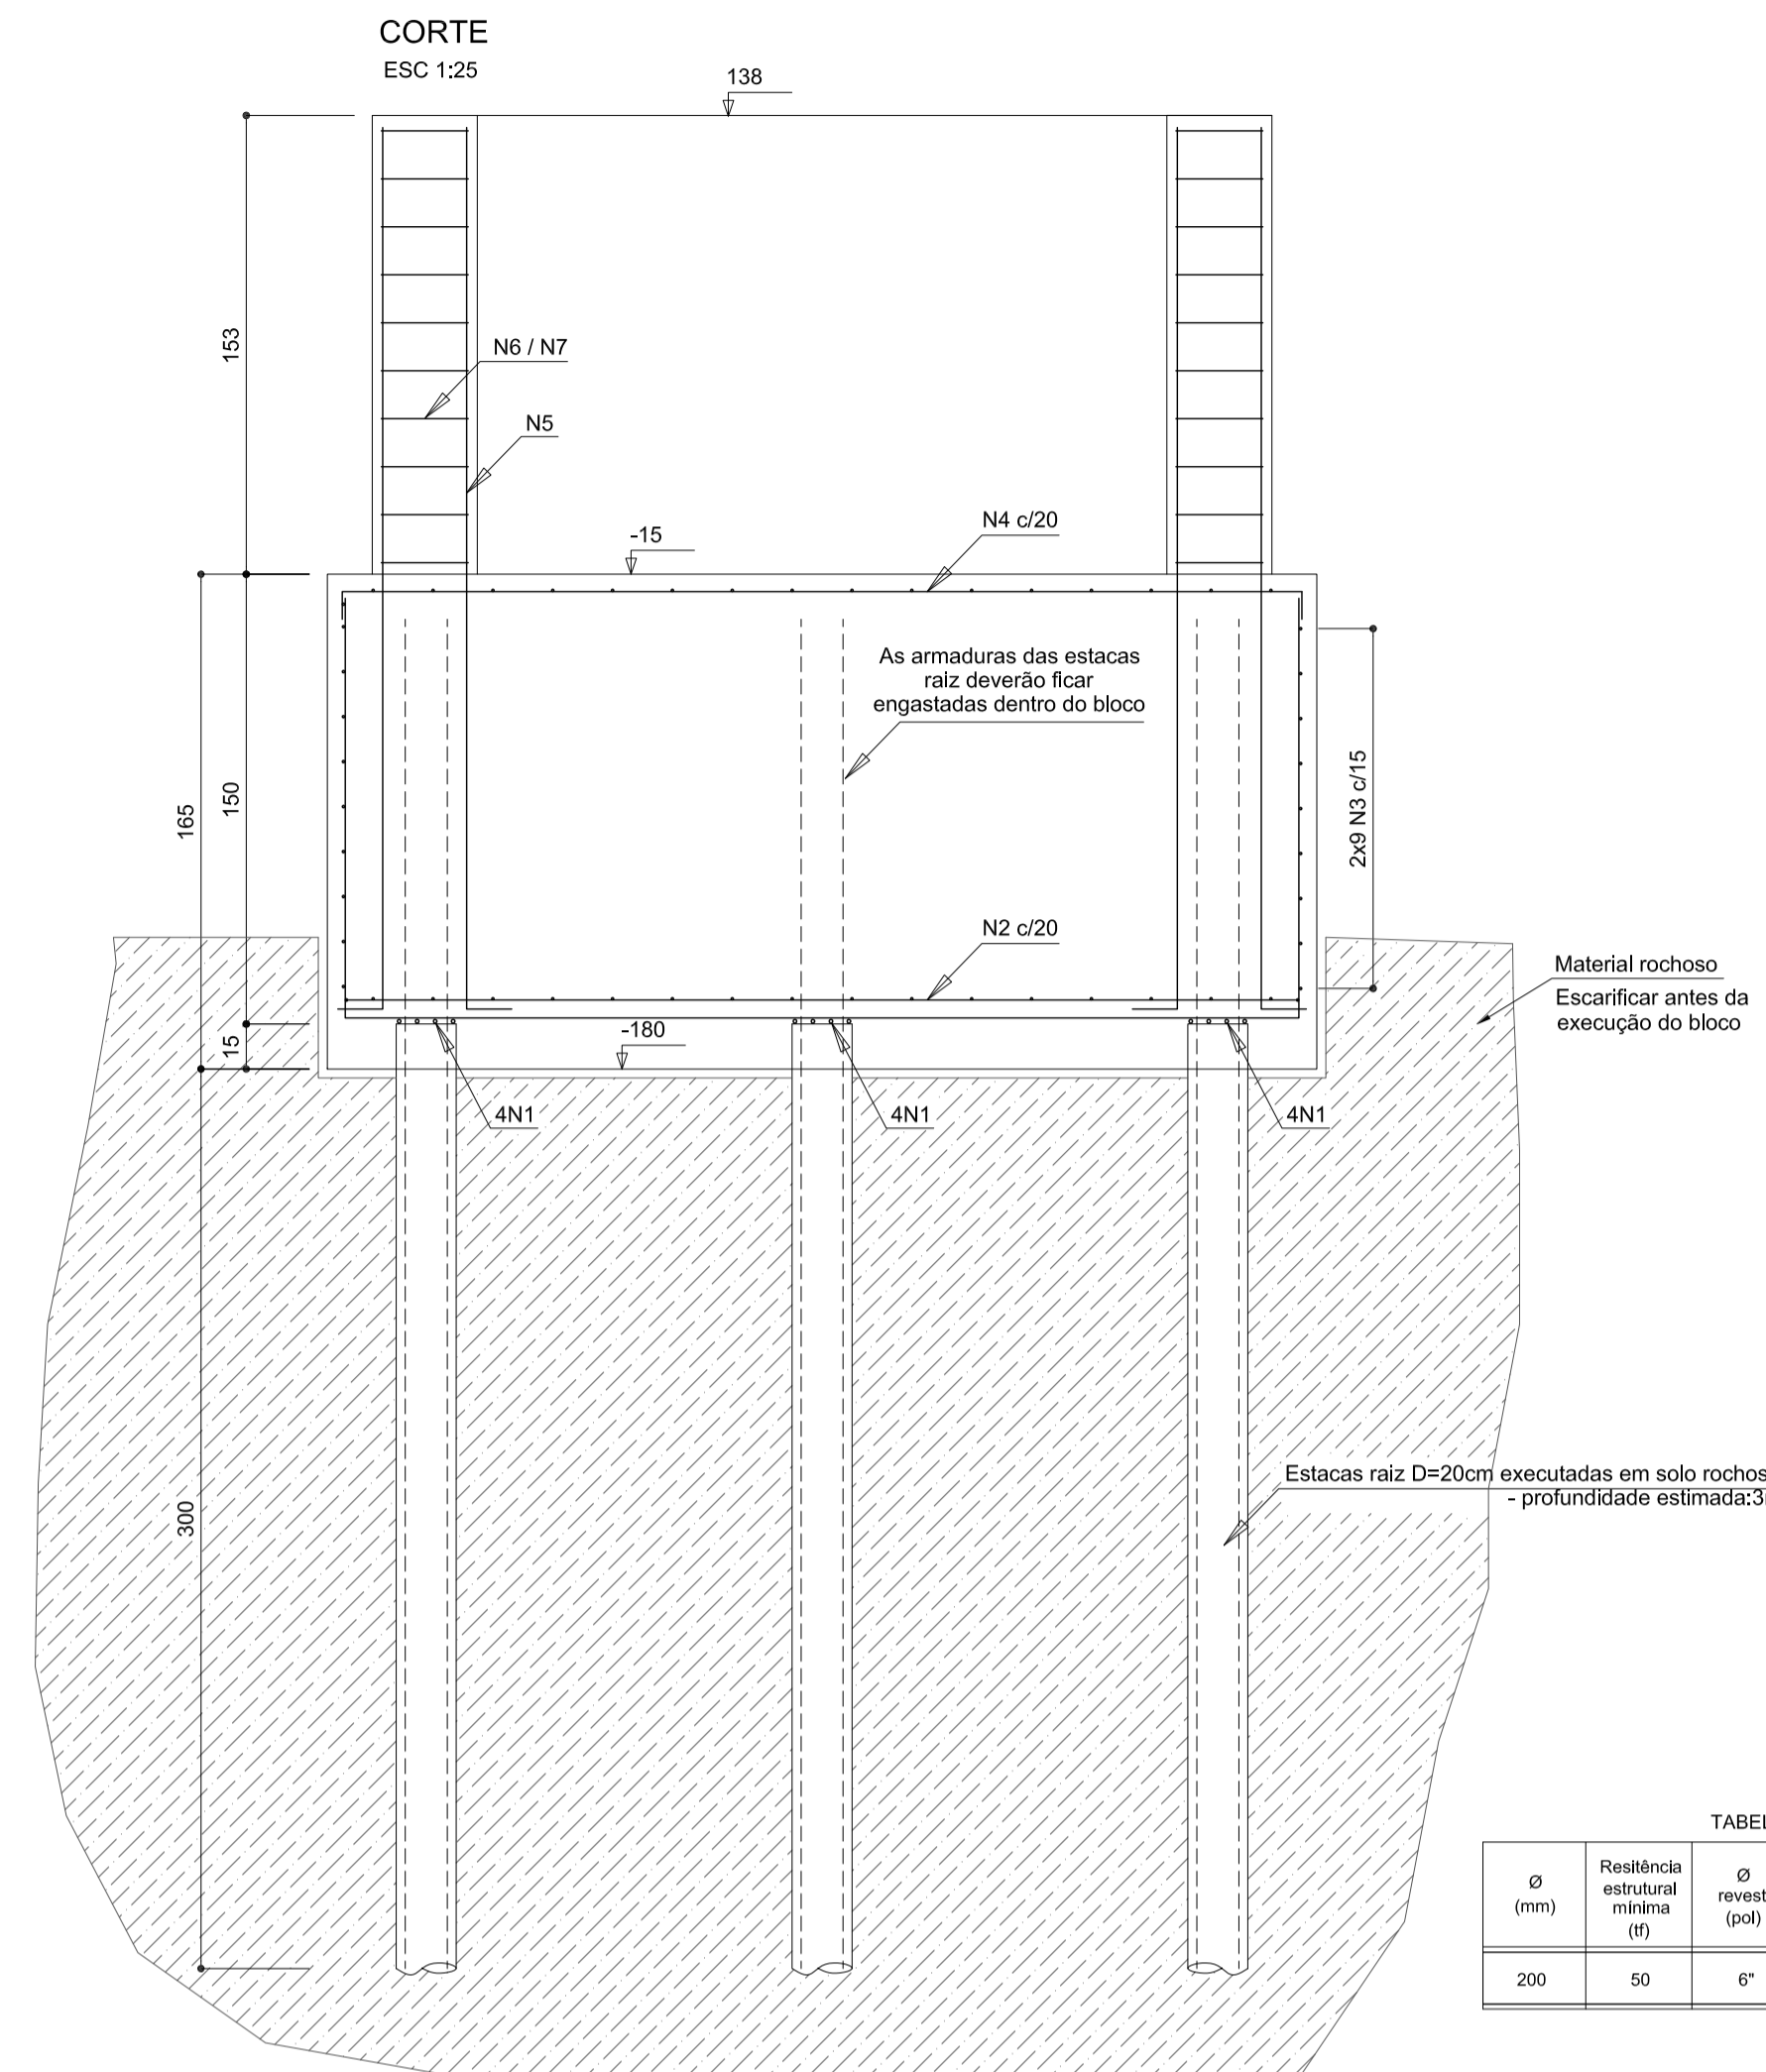 CORTE
ESC 1:25
138
153
N6 / N7
N5
-15
N4 c/20
As armaduras das estacas
raiz deverão ficar
engastadas dentro do bloco
165
150
2x9 N3 c/15
N2 c/20
Material rochoso
Escarificar antes da
execução do bloco
15
-180
4N1
4N1
4N1
Estacas raiz D=20cm executadas em solo rochos
- profundidade estimada:3
300
TABEL
Ø
(mm)
Resitência
estrutural
mínima
(tf)
Ø
revest
(pol)
200
50
6"